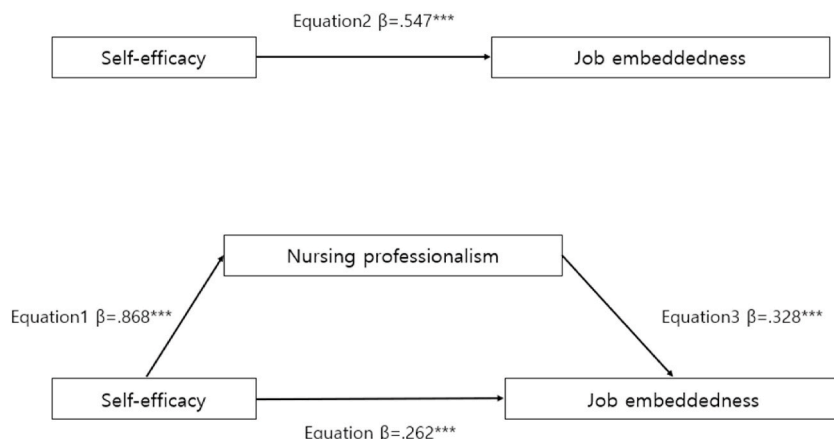 Equation2 β=.547***
Self-efficacy
Job embeddedness
Nursing professionalism
Equation1 β=.868***
Equation3 β=.328***
Self-efficacy
Job embeddedness
Equation β=.262***